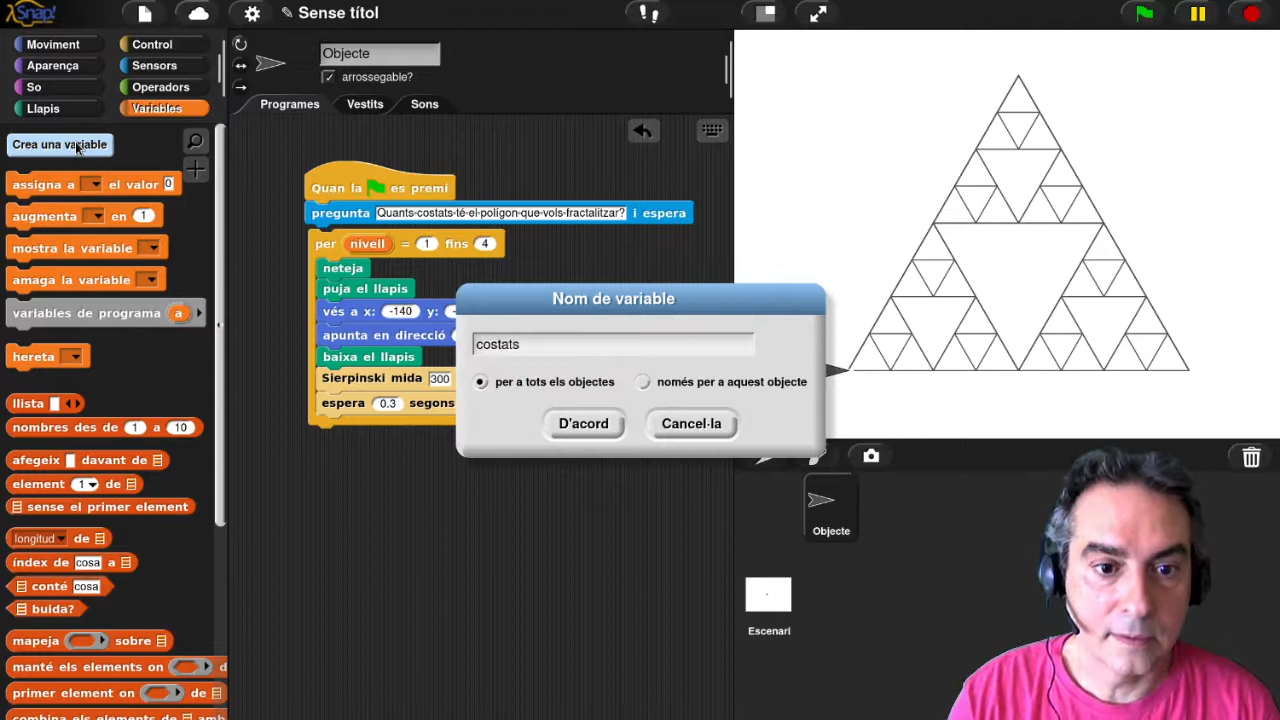 Snap!
Sense títol
Moviment
Control
Aparença
Sensors
So
Operadors
Llapis
Variables
Crea una variable
assigna a el valor 0
augmenta en 1
mostra la variable
amaga la variable
variables de programa a
hereta
llista
nombres des de 1 a 10
afegeix davant de
element 1 de
sense el primer element
longitud de
índex de cosa a
conté cosa
buida?
mapeja sobre
manté els elements on d
primer element on de
combina els elements de amb
Objecte
arrossegable?
Programes
Vestits
Sons
Quan la es premi
pregunta Quants·costats·té·el·polígon·que·vols·fractalitzar? i espera
per nivell = 1 fins 4
neteja
puja el llapis
vés a x: -140 y: -
apunta en direcció
baixa el llapis
Sierpinski mida 300
espera 0.3 segons
Nom de variable
costats
per a tots els objectes
només per a aquest objecte
D'acord
Cancel·la
Objecte
Escenari